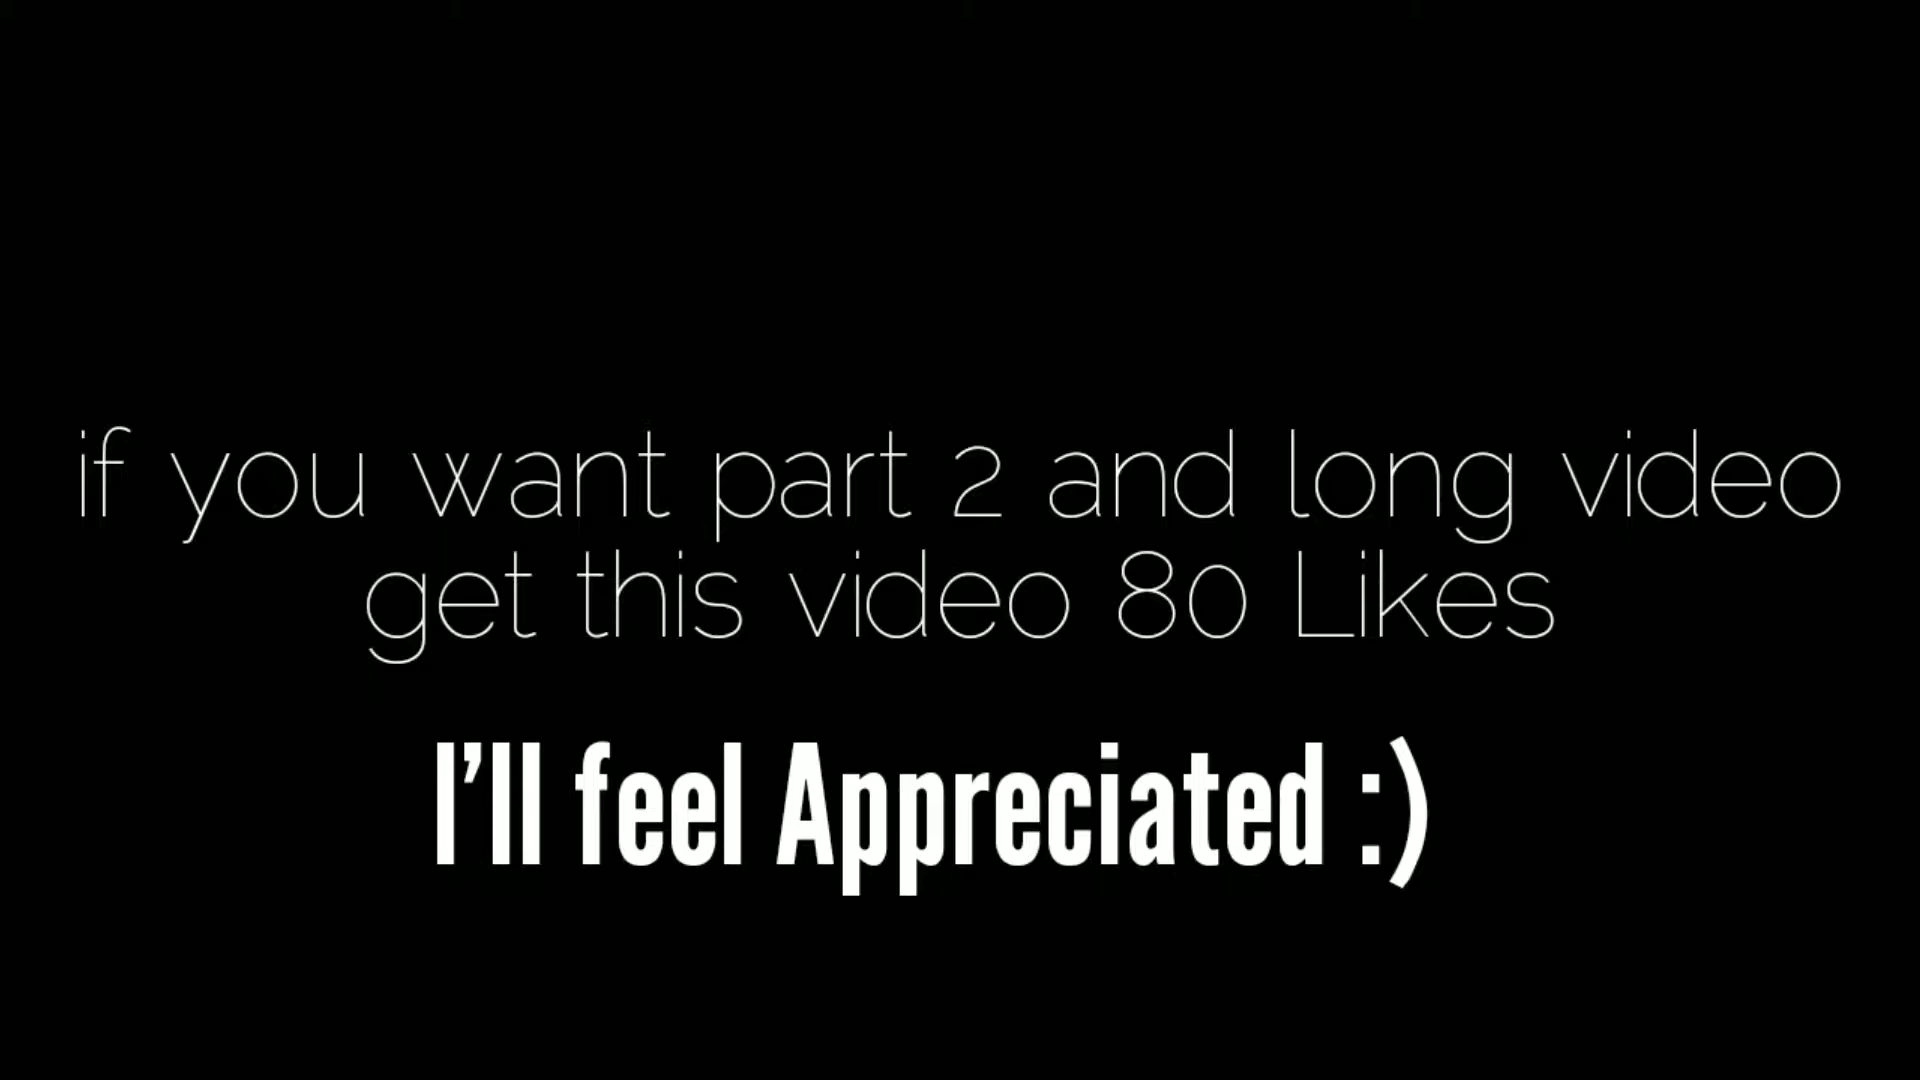 if you want part 2 and long video
get this video 80 Likes
I'll feel Appreciated :)